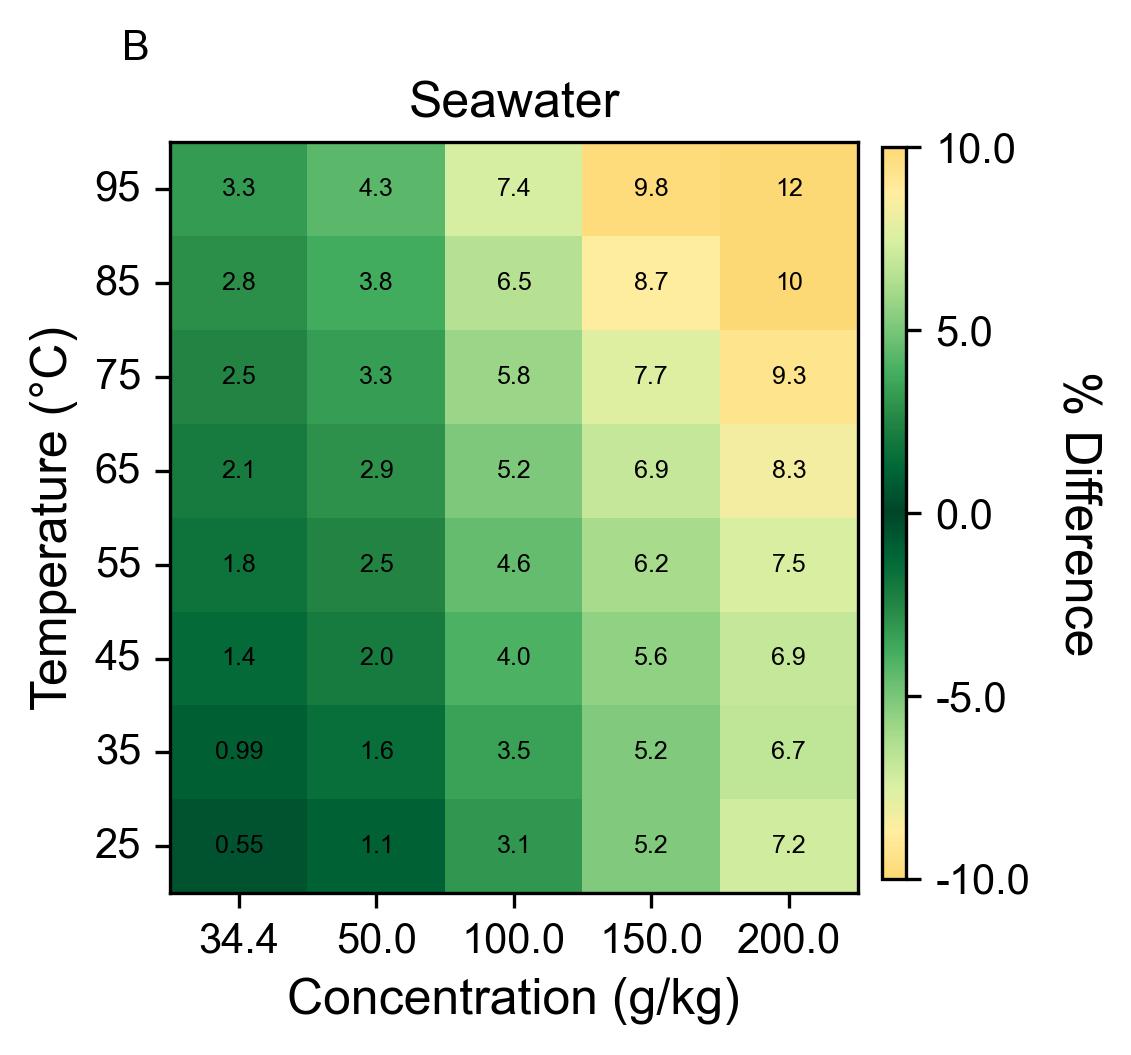 B
Seawater
95 3.3 4.3 7.4 9.8 12
85 2.8 3.8 6.5 8.7 10
75 2.5 3.3 5.8 7.7 9.3
65 2.1 2.9 5.2 6.9 8.3
55 1.8 2.5 4.6 6.2 7.5
45 1.4 2.0 4.0 5.6 6.9
35 0.99 1.6 3.5 5.2 6.7
25 0.55 1.1 3.1 5.2 7.2
34.4 50.0 100.0 150.0 200.0
Concentration (g/kg)
Temperature (°C)
10.0
5.0
0.0
-5.0
-10.0
% Difference